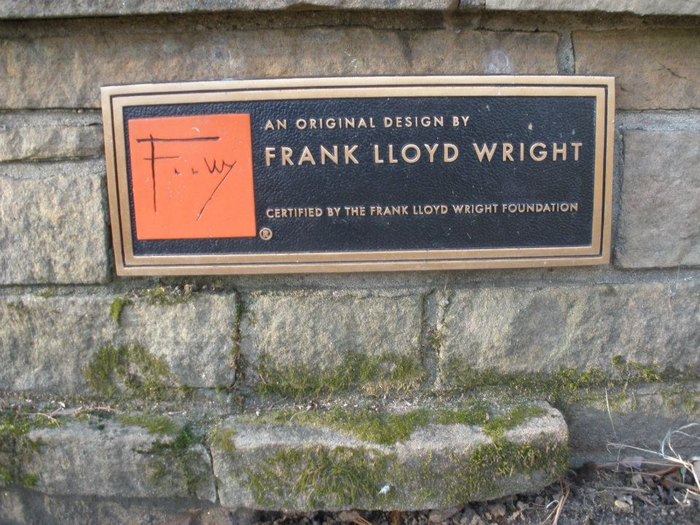 AN ORIGINAL DESIGN BY
FRANK LLOYD WRIGHT
CERTIFIED BY THE FRANK LLOYD WRIGHT FOUNDATION
®